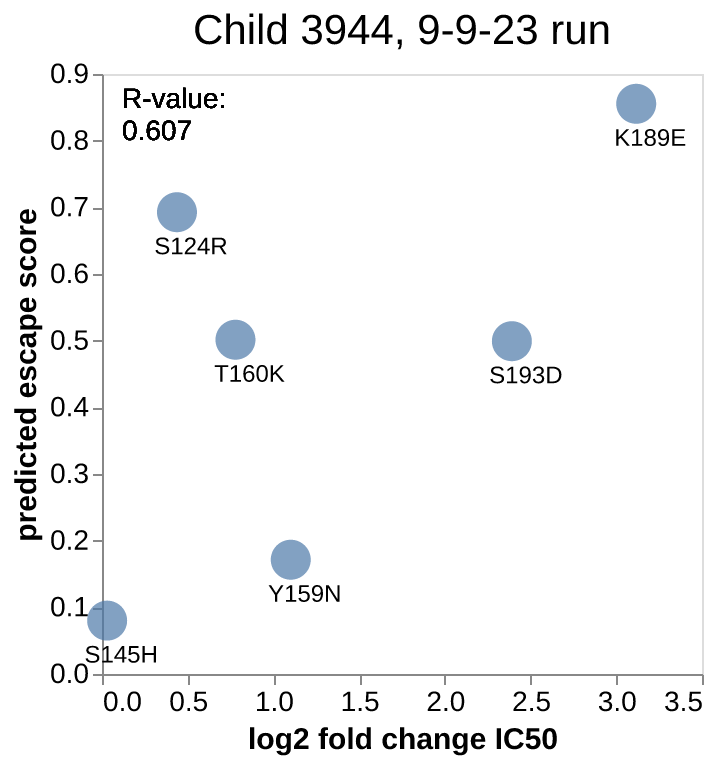 Child 3944, 9-9-23 run
R-value:
0.607
predicted escape score
0.9
0.8
0.7
0.6
0.5
0.4
0.3
0.2
0.1
0.0
K189E
S124R
T160K
S193D
Y159N
S145H
0.0 0.5 1.0 1.5 2.0 2.5 3.0 3.5
log2 fold change IC50